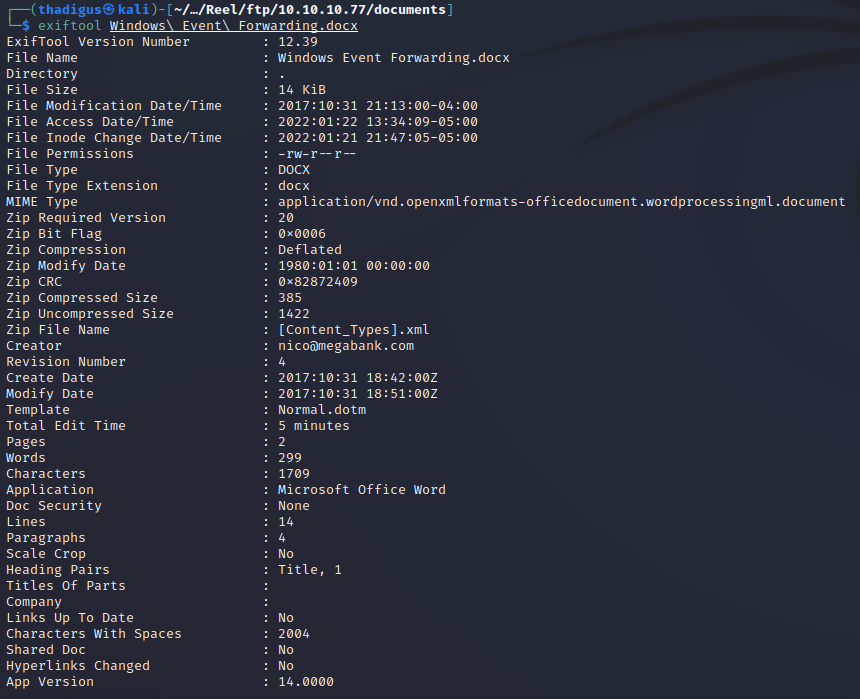 ┌──(thadigus㉿kali)-[~/…/Reel/ftp/10.10.10.77/documents]
└─$ exiftool Windows\ Event\ Forwarding.docx
ExifTool Version Number         : 12.39
File Name                       : Windows Event Forwarding.docx
Directory                       : .
File Size                       : 14 KiB
File Modification Date/Time     : 2017:10:31 21:13:00-04:00
File Access Date/Time           : 2022:01:22 13:34:09-05:00
File Inode Change Date/Time     : 2022:01:21 21:47:05-05:00
File Permissions                : -rw-r--r--
File Type                       : DOCX
File Type Extension             : docx
MIME Type                       : application/vnd.openxmlformats-officedocument.wordprocessingml.document
Zip Required Version            : 20
Zip Bit Flag                    : 0×0006
Zip Compression                 : Deflated
Zip Modify Date                 : 1980:01:01 00:00:00
Zip CRC                         : 0×82872409
Zip Compressed Size             : 385
Zip Uncompressed Size           : 1422
Zip File Name                   : [Content_Types].xml
Creator                         : nico@megabank.com
Revision Number                 : 4
Create Date                     : 2017:10:31 18:42:00Z
Modify Date                     : 2017:10:31 18:51:00Z
Template                        : Normal.dotm
Total Edit Time                 : 5 minutes
Pages                           : 2
Words                           : 299
Characters                      : 1709
Application                     : Microsoft Office Word
Doc Security                    : None
Lines                           : 14
Paragraphs                      : 4
Scale Crop                      : No
Heading Pairs                   : Title, 1
Titles Of Parts                 :
Company                         :
Links Up To Date                : No
Characters With Spaces          : 2004
Shared Doc                      : No
Hyperlinks Changed              : No
App Version                     : 14.0000